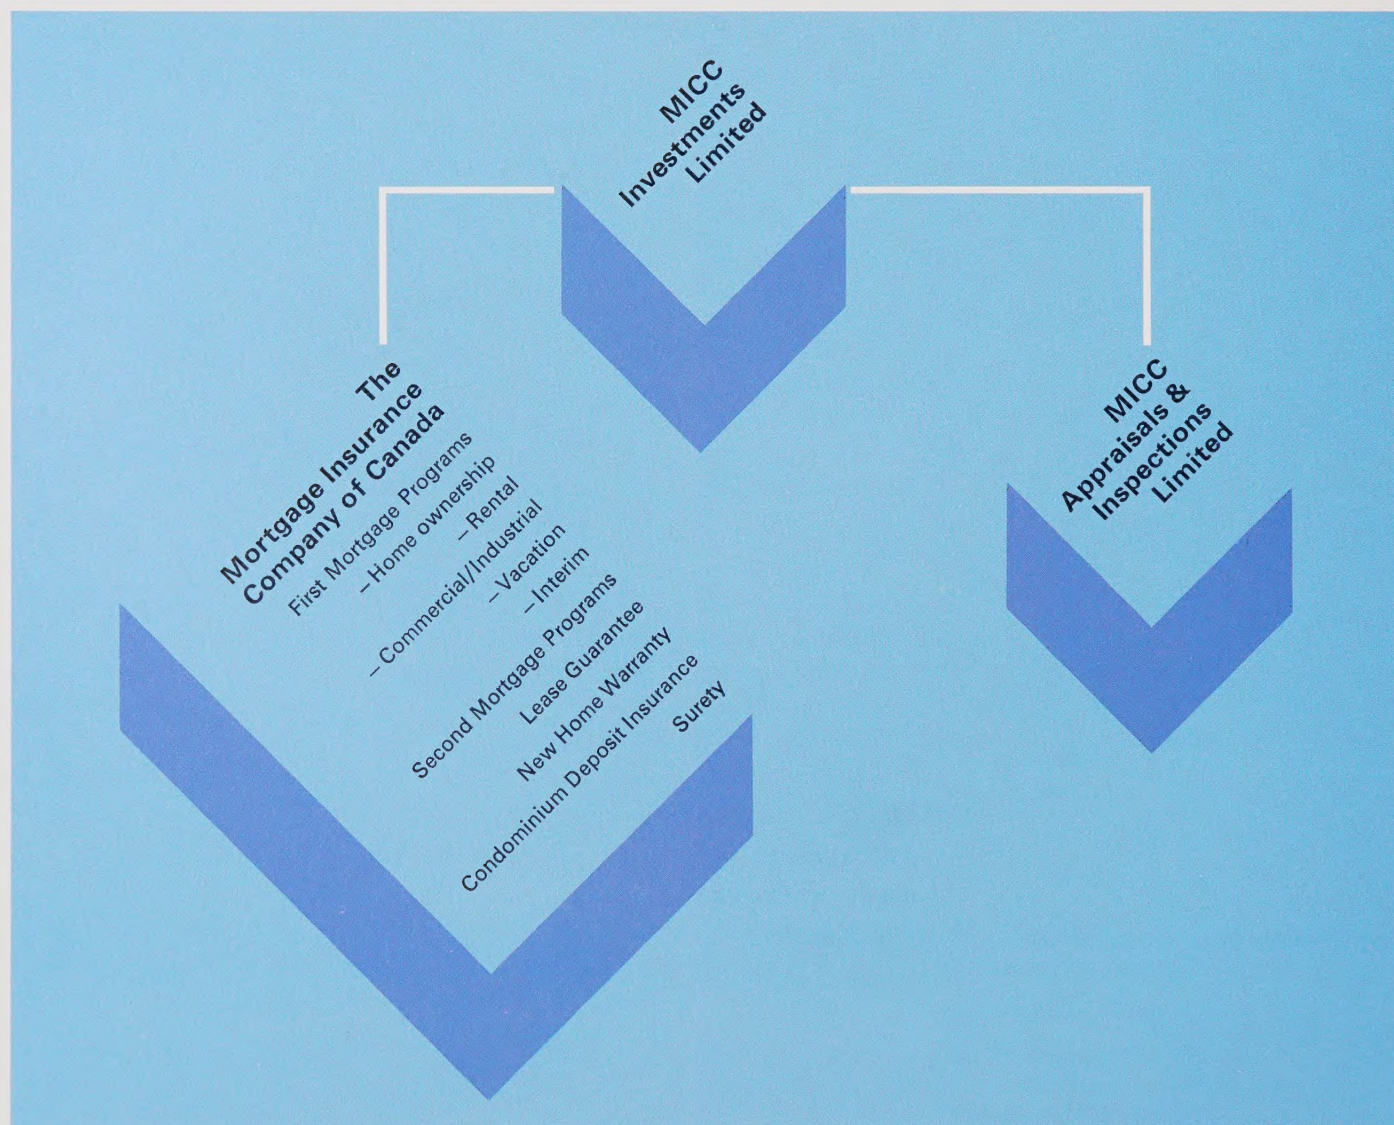 MICC
Investments
Limited
The
Mortgage Insurance
Company of Canada
First Mortgage Programs
– Home ownership
– Rental
– Commercial/Industrial
– Vacation
– Interim
Second Mortgage Programs
Lease Guarantee
New Home Warranty
Condominium Deposit Insurance
Surety
MICC
Appraisals &
Inspections
Limited